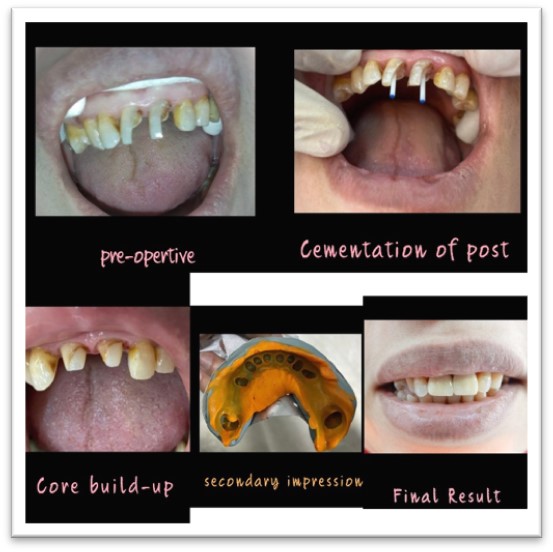 pre-opertive
Cementation of post
Core build-up
secondary impression
Final Result